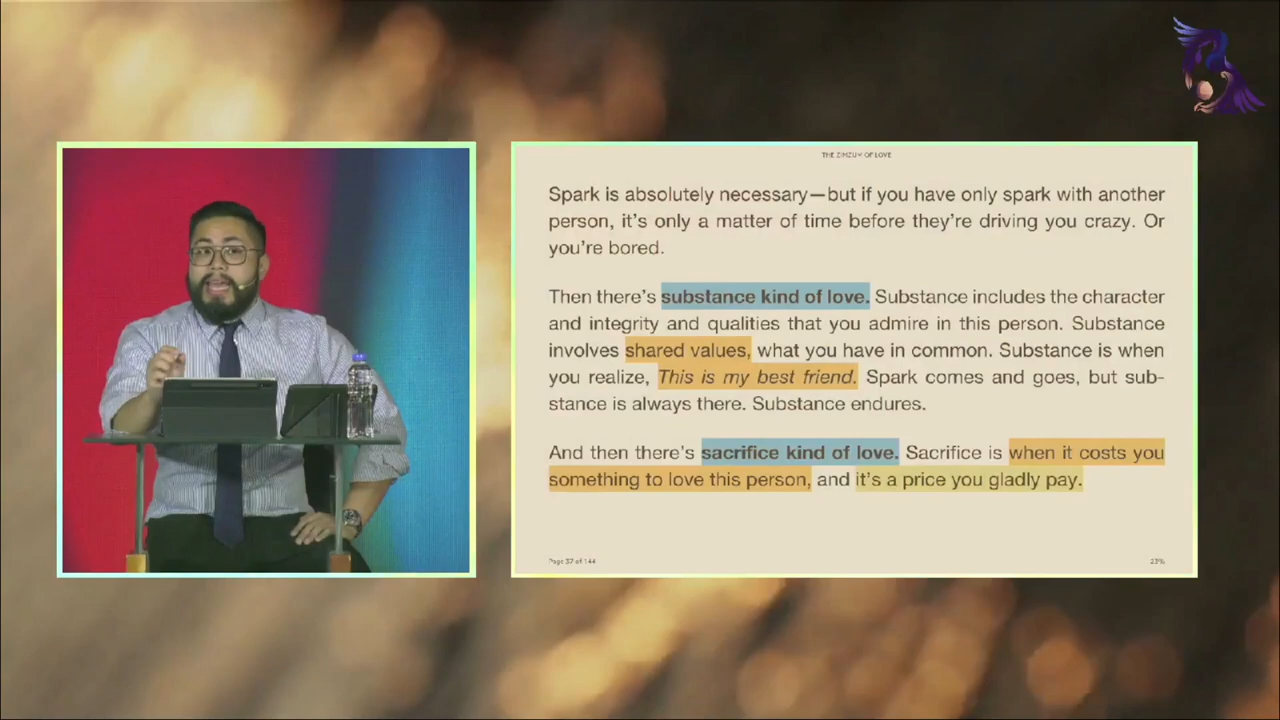 THE ZIMZUM OF LOVE
Spark is absolutely necessary—but if you have only spark with another
person, it's only a matter of time before they're driving you crazy. Or
you're bored.
Then there's substance kind of love. Substance includes the character
and integrity and qualities that you admire in this person. Substance
involves shared values, what you have in common. Substance is when
you realize, This is my best friend. Spark comes and goes, but sub-
stance is always there. Substance endures.
And then there's sacrifice kind of love. Sacrifice is when it costs you
something to love this person, and it's a price you gladly pay.
Page 37 of 144
23%